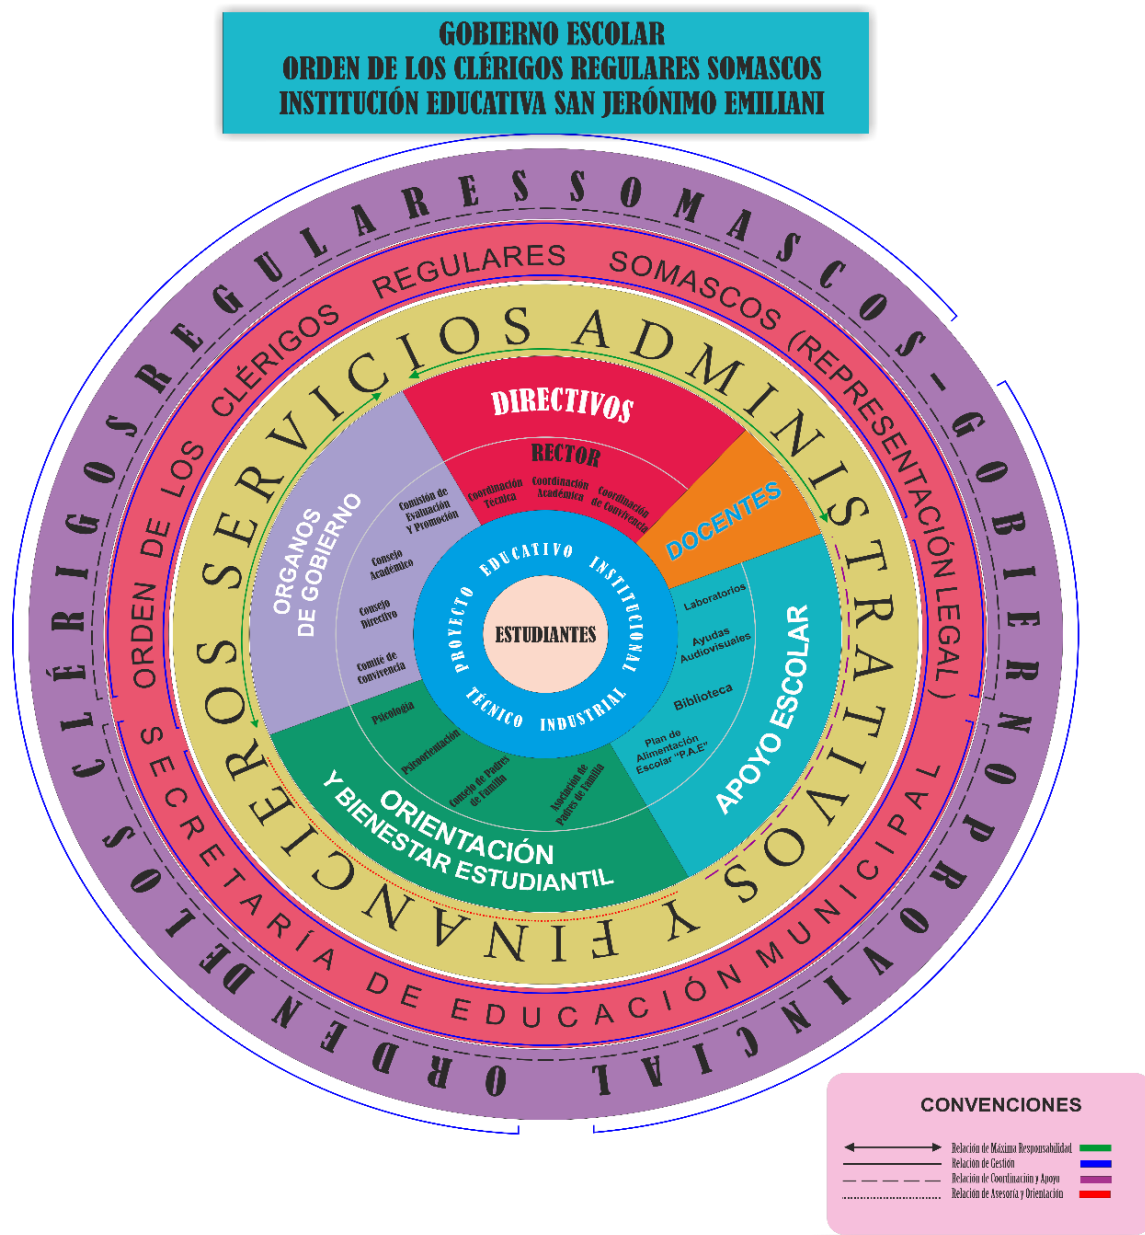 GOBIERNO ESCOLAR
ORDEN DE LOS CLÉRIGOS REGULARES SOMASCOS
INSTITUCIÓN EDUCATIVA SAN JERÓNIMO EMILIANI
ORDEN DE LOS CLÉRIGOS REGULARES SOMASCOS - GOBIERNO PROVINCIAL
ORDEN DE LOS CLÉRIGOS REGULARES SOMASCOS (REPRESENTACIÓN LEGAL)
SECRETARÍA DE EDUCACIÓN MUNICIPAL
SERVICIOS ADMINISTRATIVOS Y FINANCIEROS
DIRECTIVOS
RECTOR
Coordinación
Técnica
Coordinación
Académica
Coordinación
de Convivencia
DOCENTES
APOYO ESCOLAR
Laboratorios
Ayudas
Audiovisuales
Biblioteca
Plan de
Alimentación
Escolar "P.A.E"
ORIENTACIÓN
Y BIENESTAR ESTUDIANTIL
Psicología
Psicoorientación
Consejo de Padres
de Familia
Asociación de
Padres de Familia
ORGANOS
DE GOBIERNO
Comisión de
Evaluación
Y Promoción
Consejo
Académico
Consejo
Directivo
Comité de
Convivencia
PROYECTO EDUCATIVO INSTITUCIONAL
TÉCNICO INDUSTRIAL
ESTUDIANTES
CONVENCIONES
Relación de Máxima Responsabilidad
Relación de Gestión
Relación de Coordinación y Apoyo
Relación de Asesoría y Orientación